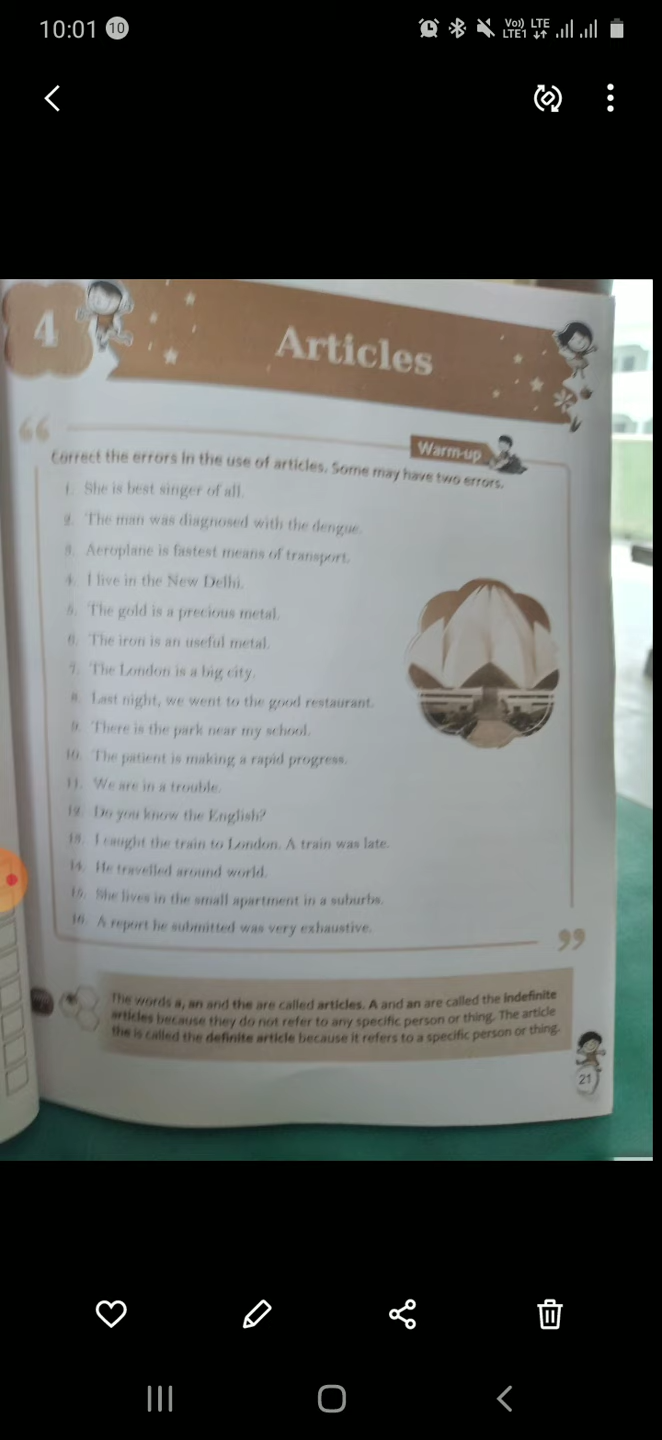 10:01 10
Vo)) LTE
LTE1
4
Articles
Warm-up
Correct the errors in the use of articles. Some may have two errors.
1. She is best singer of all.
2. The man was diagnosed with the dengue.
3. Aeroplane is fastest means of transport.
4. I live in the New Delhi.
5. The gold is a precious metal.
6. The iron is an useful metal.
7. The London is a big city.
8. Last night, we went to the good restaurant.
9. There is the park near my school.
10. The patient is making a rapid progress.
11. We are in a trouble.
12. Do you know the English?
13. I caught the train to London. A train was late.
14. He travelled around world.
15. She lives in the small apartment in a suburbs.
16. A report he submitted was very exhaustive.
The words a, an and the are called articles. A and an are called the indefinite
articles because they do not refer to any specific person or thing. The article
the is called the definite article because it refers to a specific person or thing.
21